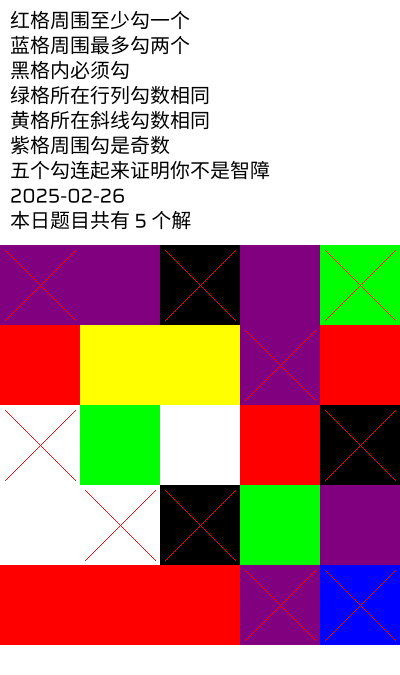 红格周围至少勾一个
蓝格周围最多勾两个
黑格内必须勾
绿格所在行列勾数相同
黄格所在斜线勾数相同
紫格周围勾是奇数
五个勾连起来证明你不是智障
2025-02-26
本日题目共有 5 个解